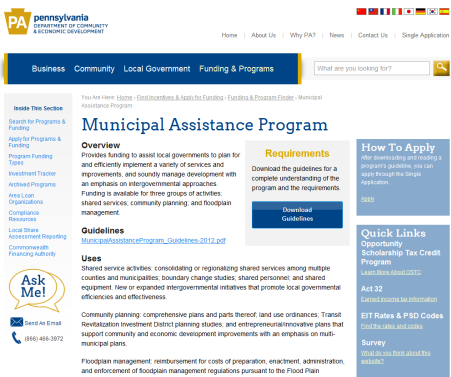 PA
pennsylvania
DEPARTMENT OF COMMUNITY
& ECONOMIC DEVELOPMENT
Home | About Us | Why PA? | News | Contact Us | Single Application
Business Community Local Government Funding & Programs
What are you looking for?
Inside This Section
Search for Programs &
Funding
Apply for Programs &
Funding
Program Funding
Types
Investment Tracker
Archived Programs
Area Loan
Organizations
Compliance
Resources
Local Share
Assessment Reporting
Commonwealth
Financing Authority
Ask
Me!
Send An Email
(866) 466-3972
You Are Here: Home › Find Incentives & Apply for Funding › Funding & Program Finder › Municipal
Assistance Program
Municipal Assistance Program
Overview
Provides funding to assist local governments to plan for
and efficiently implement a variety of services and
improvements, and soundly manage development with
an emphasis on intergovernmental approaches.
Funding is available for three groups of activities:
shared services; community planning; and floodplain
management.
Requirements
Download the guidelines for a
complete understanding of the
program and the requirements.
Download
Guidelines
Guidelines
MunicipalAssistanceProgram_Guidelines-2012.pdf
Uses
Shared service activities: consolidating or regionalizing shared services among multiple
counties and municipalities; boundary change studies; shared personnel; and shared
equipment. New or expanded intergovernmental initiatives that promote local governmental
efficiencies and effectiveness.
Community planning: comprehensive plans and parts thereof; land use ordinances; Transit
Revitalization Investment District planning studies; and entrepreneurial/innovative plans that
support community and economic development improvements with an emphasis on multi-
municipal plans.
Floodplain management: reimbursement for costs of preparation, enactment, administration,
and enforcement of floodplain management regulations pursuant to the Flood Plain
How To Apply
After downloading and reading a
program's guideline, you can
apply through the Single
Application.
Apply
Quick Links
Opportunity
Scholarship Tax Credit
Program
Learn More About OSTC
Act 32
Earned income tax information
EIT Rates & PSD Codes
Find the rates and codes
Survey
What do you think about this
website?